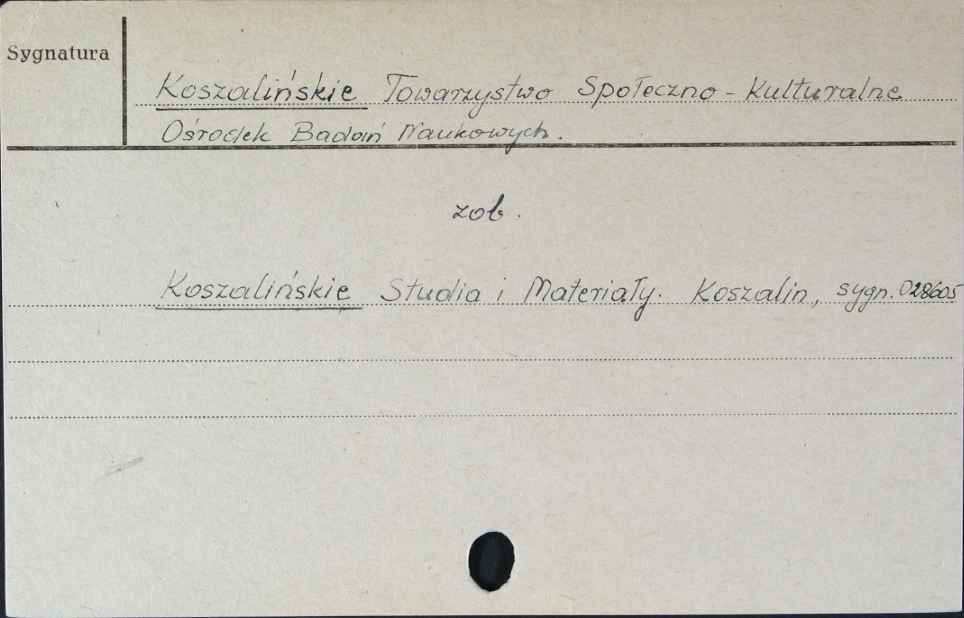 Sygnatura
Koszalińskie Towarzystwo Społeczno - Kulturalne
Ośrodek Badań Naukowych.
zob.
Koszalińskie Studia i Materiały. Koszalin, sygn. 028605